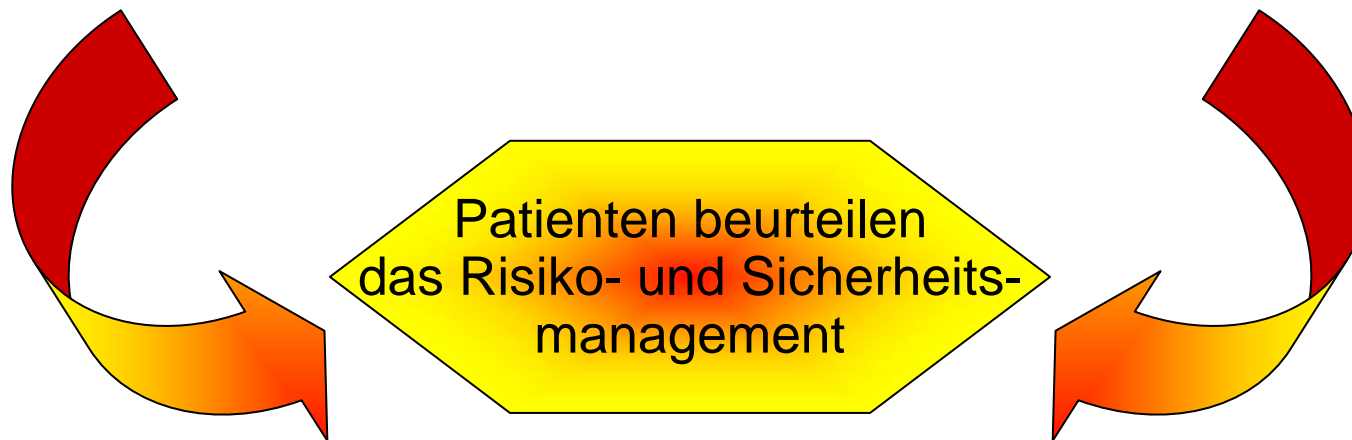 Patienten beurteilen
das Risiko- und Sicherheits-
management